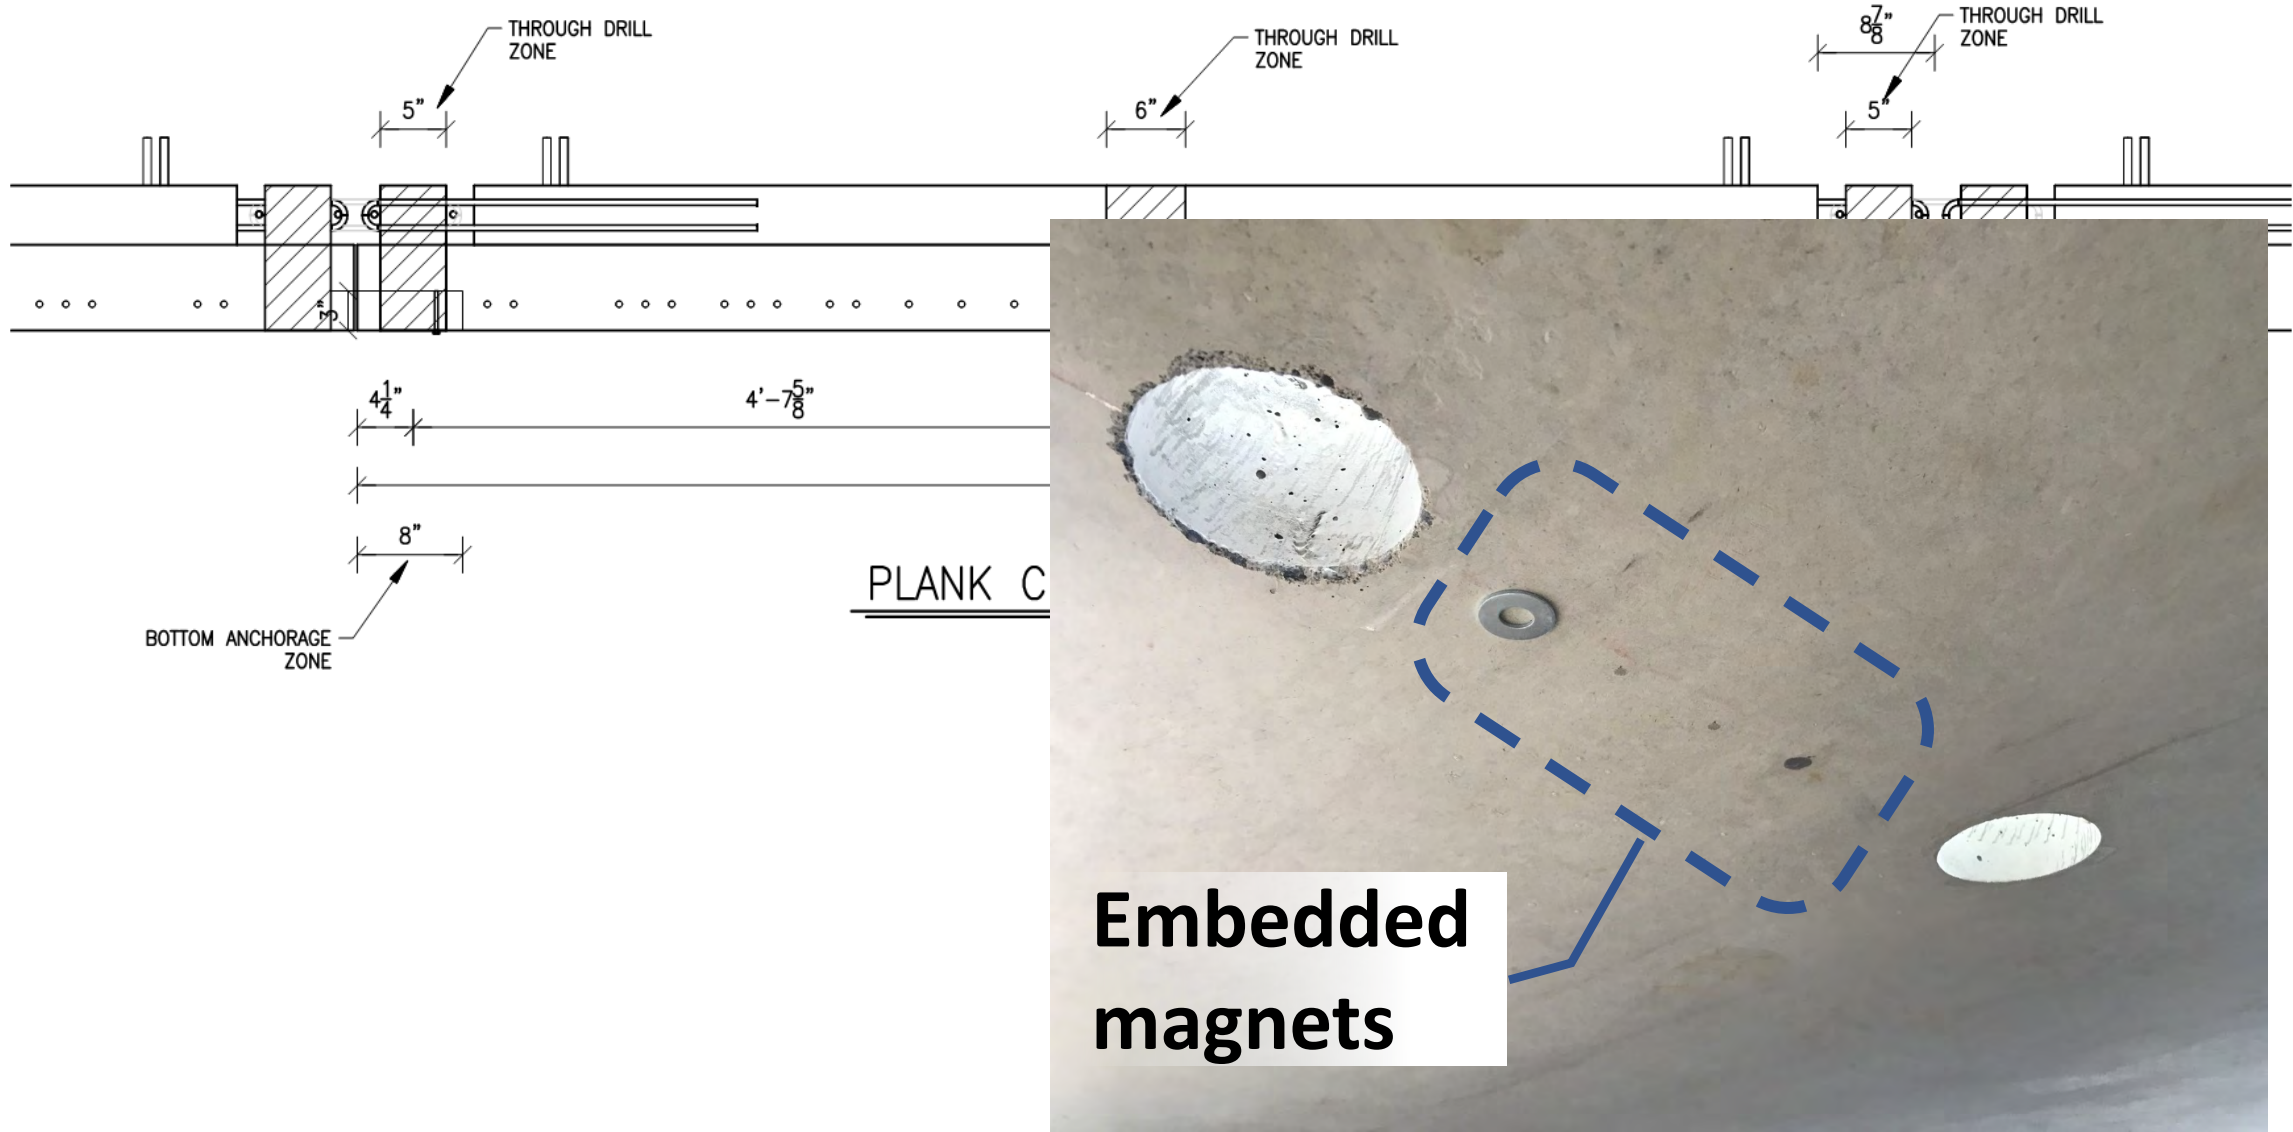 THROUGH DRILL
ZONE
THROUGH DRILL
ZONE
8 7/8"
THROUGH DRILL
ZONE
5"
6"
5"
3"
4 1/4"
4'-7 5/8"
8"
PLANK C
BOTTOM ANCHORAGE
ZONE
Embedded
magnets